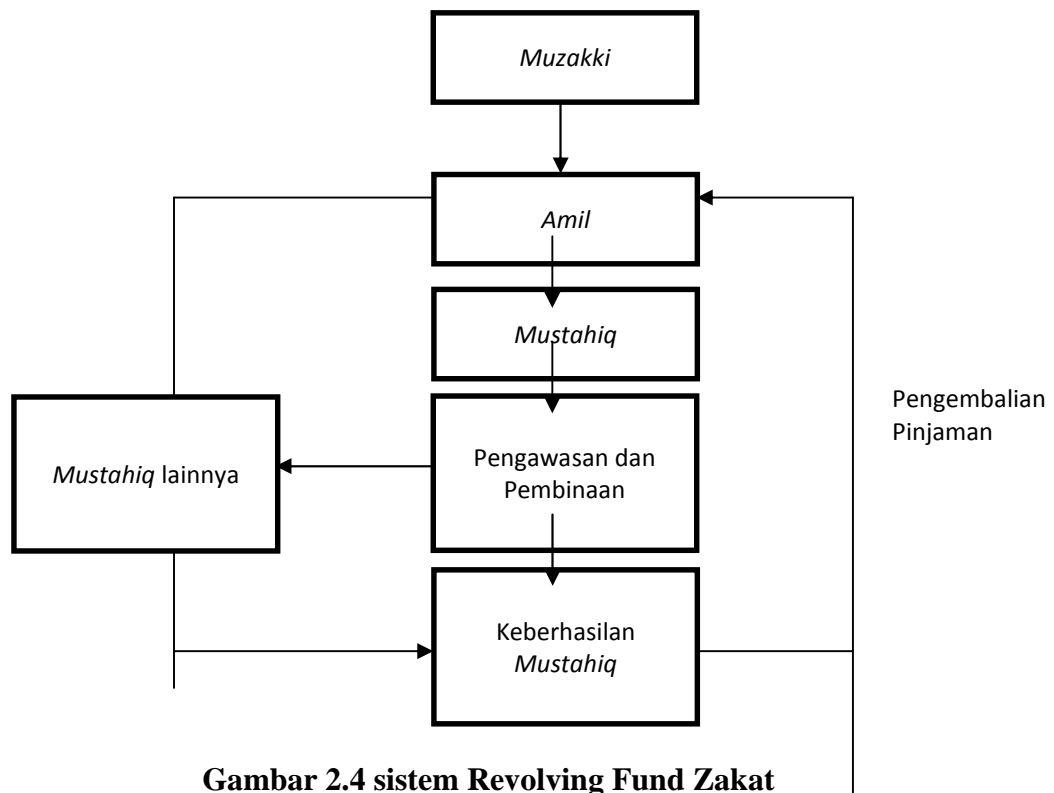 Muzakki
Amil
Mustahiq
Pengembalian
Pinjaman
Mustahiq lainnya
Pengawasan dan
Pembinaan
Keberhasilan
Mustahiq
Gambar 2.4 sistem Revolving Fund Zakat